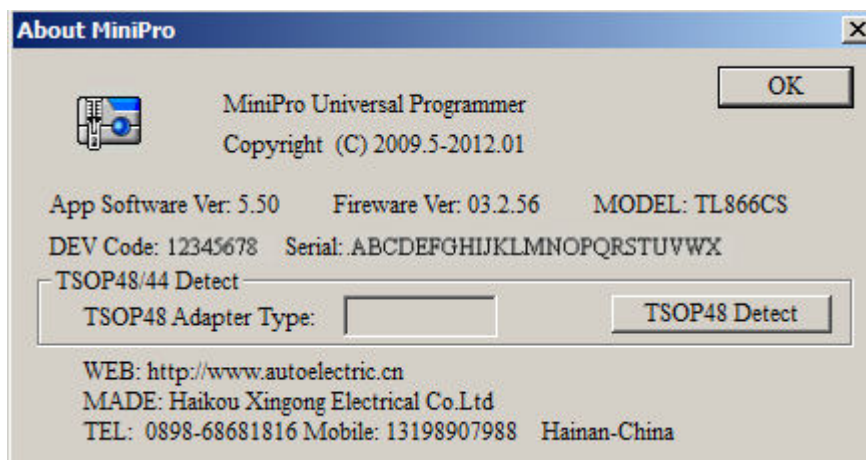 About MiniPro
OK
MiniPro Universal Programmer
Copyright (C) 2009.5-2012.01
App Software Ver: 5.50 Fireware Ver: 03.2.56 MODEL: TL866CS
DEV Code: 12345678 Serial:.ABCDEFGHIJKLMNOPQRSTUVWX
TSOP48/44 Detect
TSOP48 Adapter Type: TSOP48 Detect
WEB: http://www.autoelectric.cn
MADE: Haikou Xingong Electrical Co.Ltd
TEL: 0898-68681816 Mobile: 13198907988 Hainan-China